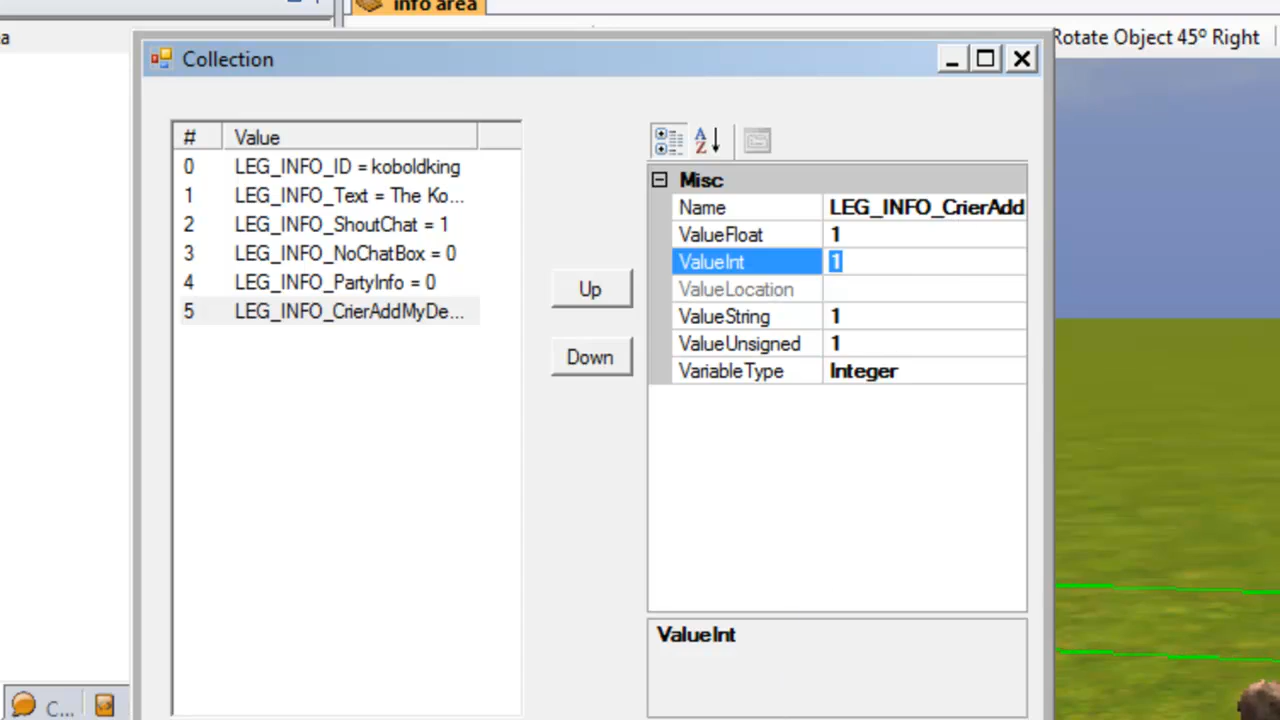 info area
a
Rotate Object 45º Right
Collection
# Value
0 LEG_INFO_ID = koboldking
1 LEG_INFO_Text = The Ko...
2 LEG_INFO_ShoutChat = 1
3 LEG_INFO_NoChatBox = 0
4 LEG_INFO_PartyInfo = 0
5 LEG_INFO_CrierAddMyDe...
Up
Down
Misc
Name LEG_INFO_CrierAdd
ValueFloat 1
ValueInt 1
ValueLocation
ValueString 1
ValueUnsigned 1
VariableType Integer
ValueInt
C...